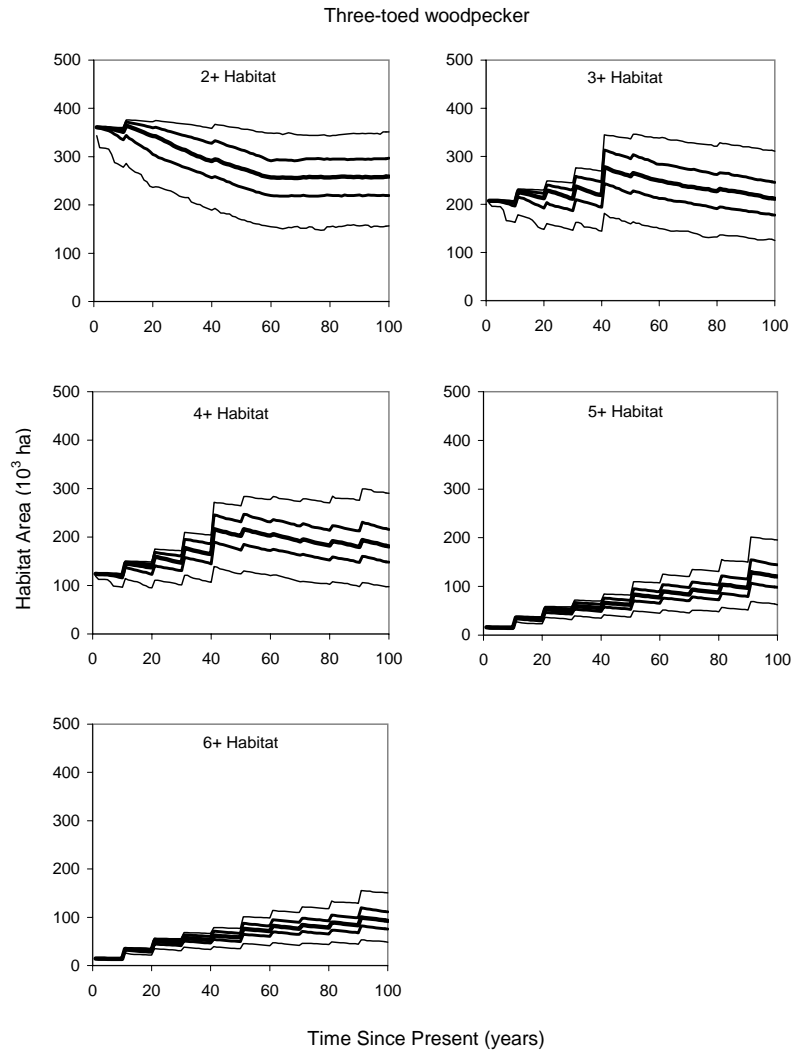 Three-toed woodpecker
2+ Habitat
500
400
300
200
100
0
0 20 40 60 80 100
3+ Habitat
500
400
300
200
100
0
0 20 40 60 80 100
Habitat Area (10³ ha)
4+ Habitat
500
400
300
200
100
0
0 20 40 60 80 100
5+ Habitat
500
400
300
200
100
0
0 20 40 60 80 100
6+ Habitat
500
400
300
200
100
0
0 20 40 60 80 100
Time Since Present (years)